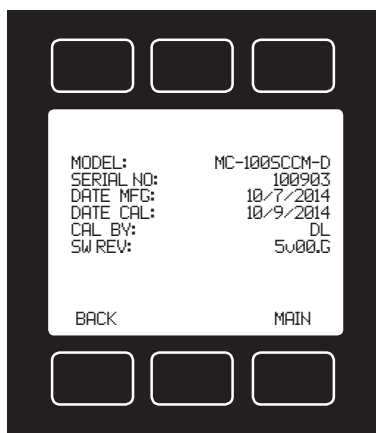 MODEL: MC-100SCCM-D
SERIAL NO: 100903
DATE MFG: 10/7/2014
DATE CAL: 10/9/2014
CAL BY: DL
SW REV: 5v00.G
BACK MAIN